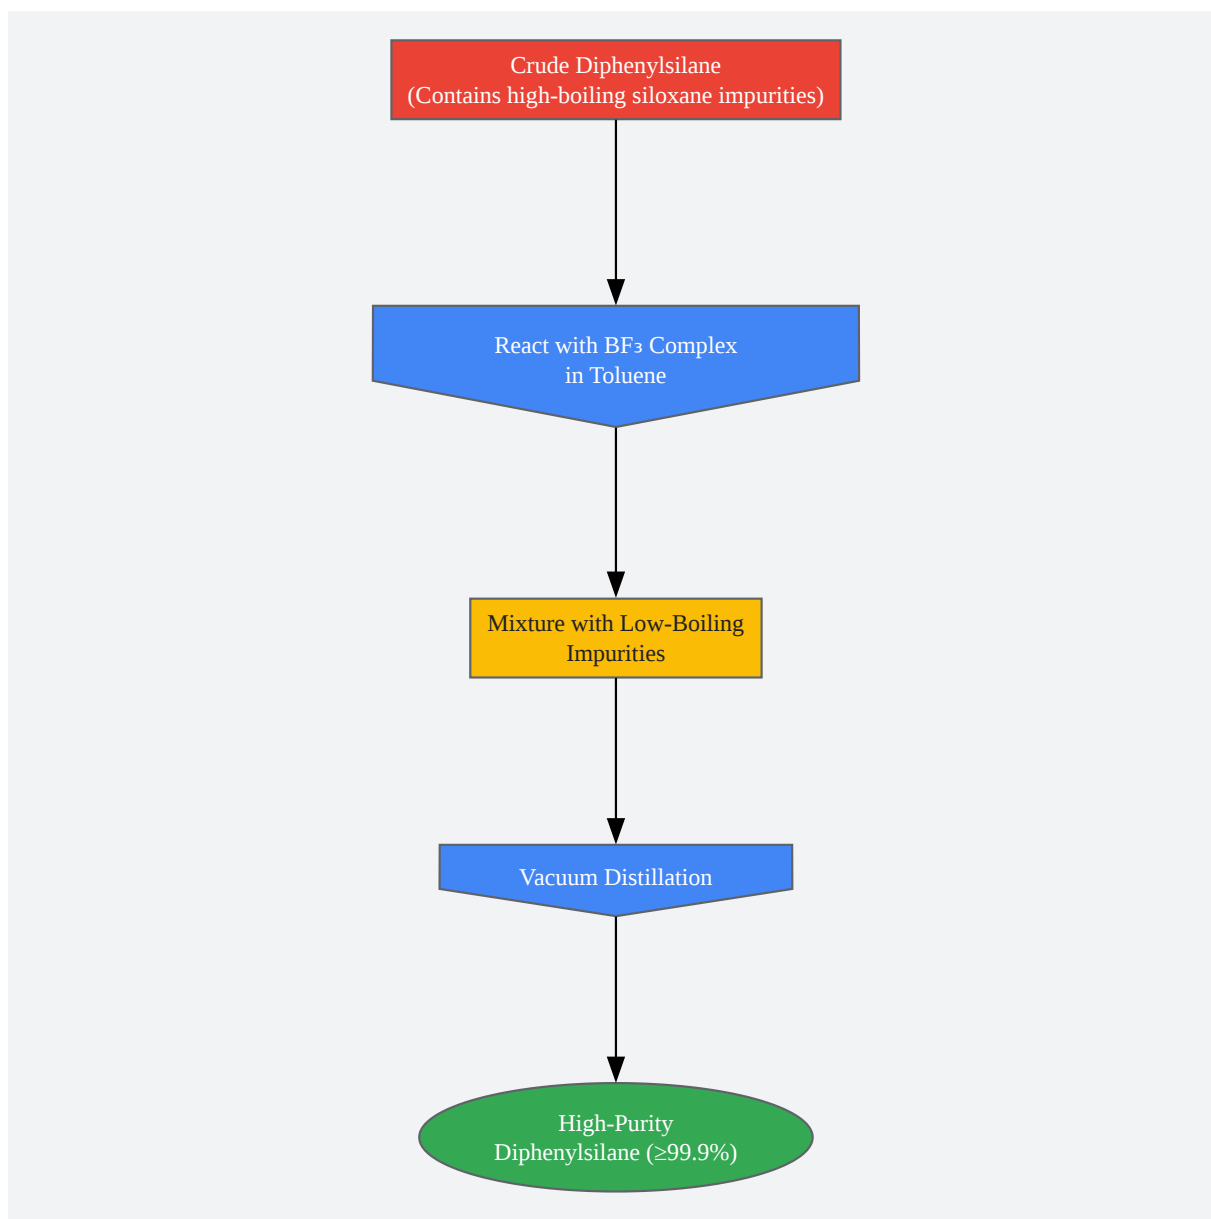 Crude Diphenylsilane
(Contains high-boiling siloxane impurities)
React with BF₃ Complex
in Toluene
Mixture with Low-Boiling
Impurities
Vacuum Distillation
High-Purity
Diphenylsilane (≥99.9%)